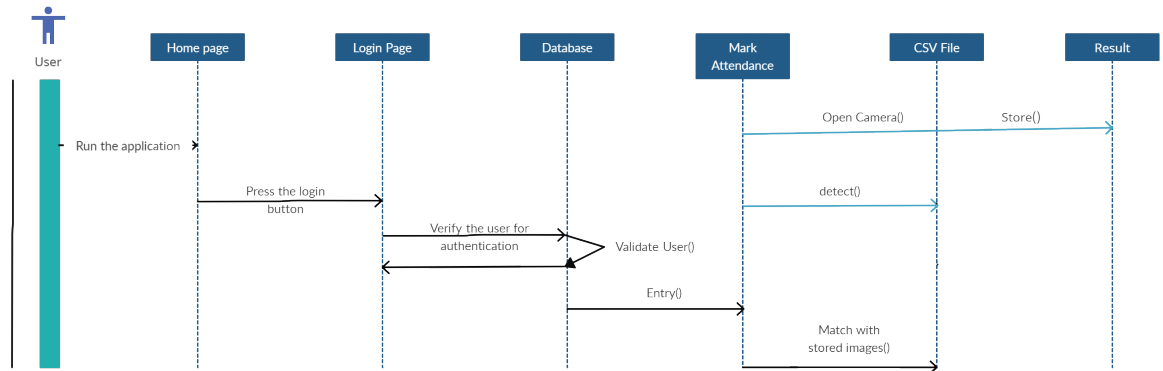 User
Home page
Login Page
Database
Mark
Attendance
CSV File
Result
Open Camera()
Store()
Run the application
Press the login
button
detect()
Verify the user for
authentication
Validate User()
Entry()
Match with
stored images()